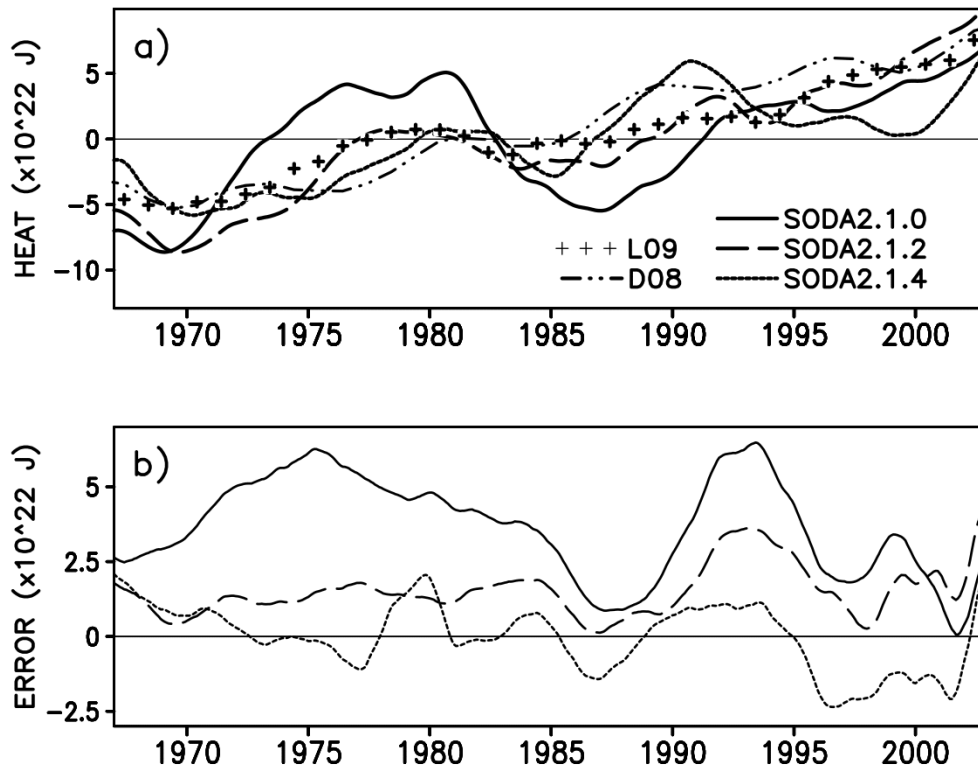 a)
HEAT (x10^22 J)
5
0
-5
-10
+ + + L09
D08
SODA2.1.0
SODA2.1.2
SODA2.1.4
1970 1975 1980 1985 1990 1995 2000
b)
ERROR (x10^22 J)
5
2.5
0
-2.5
1970 1975 1980 1985 1990 1995 2000